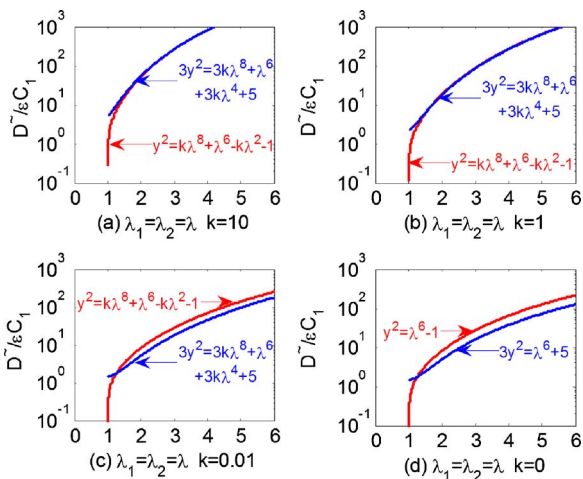 10³
10²
10¹
10⁰
10⁻¹
D~/εC₁
3y²=3kλ⁸+λ⁶
+3kλ⁴+5
y²=kλ⁸+λ⁶-kλ²-1
1 2 3 4 5 6
(a) λ₁=λ₂=λ k=10
10³
10²
10¹
10⁰
10⁻¹
D~/εC₁
3y²=3kλ⁸+λ⁶
+3kλ⁴+5
y²=kλ⁸+λ⁶-kλ²-1
0 1 2 3 4 5 6
(b) λ₁=λ₂=λ k=1
10³
10²
10¹
10⁰
10⁻¹
D~/εC₁
y²=kλ⁸+λ⁶-kλ²-1
3y²=3kλ⁸+λ⁶
+3kλ⁴+5
0 1 2 3 4 5 6
(c) λ₁=λ₂=λ k=0.01
10³
10²
10¹
10⁰
10⁻¹
D~/εC₁
y²=λ⁶-1
3y²=λ⁶+5
0 1 2 3 4 5 6
(d) λ₁=λ₂=λ k=0